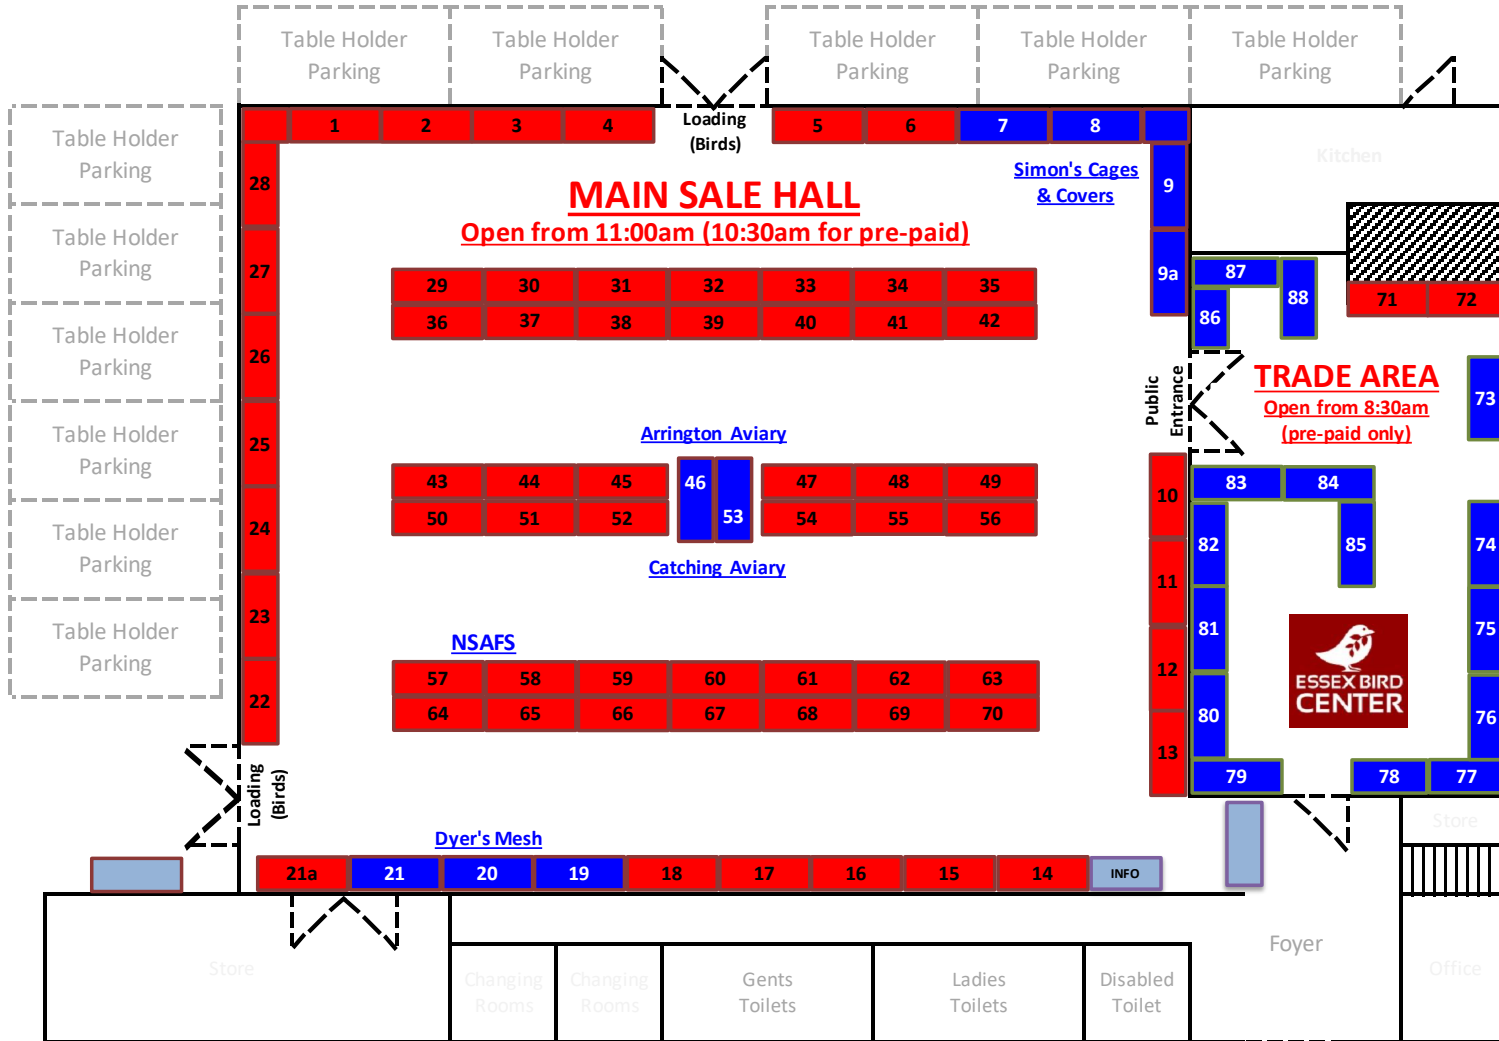 Table Holder
Parking
Table Holder
Parking
Table Holder
Parking
Table Holder
Parking
Table Holder
Parking
Table Holder
Parking
Table Holder
Parking
Table Holder
Parking
Table Holder
Parking
Table Holder
Parking
Table Holder
Parking
1 2 3 4
Loading
(Birds)
5 6 7 8
Kitchen
Simon's Cages
& Covers
9
9a
28
27
26
25
24
23
22
MAIN SALE HALL
Open from 11:00am (10:30am for pre-paid)
29 30 31 32 33 34 35
36 37 38 39 40 41 42
87
88
86
71 72
Public
Entrance
TRADE AREA
Open from 8:30am
(pre-paid only)
73
Arrington Aviary
43 44 45 46 47 48 49
50 51 52 53 54 55 56
Catching Aviary
10
11
12
13
83 84
82
85
74
81
75
80
76
79
78 77
ESSEX BIRD
CENTER
NSAFS
57 58 59 60 61 62 63
64 65 66 67 68 69 70
Loading
(Birds)
Dyer's Mesh
21a 21 20 19 18 17 16 15 14 INFO
Store
Store
Changing
Rooms
Changing
Rooms
Gents
Toilets
Ladies
Toilets
Disabled
Toilet
Foyer
Office